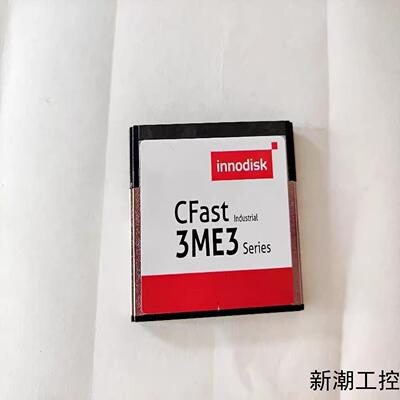 innodisk
CFast Industrial
3ME3 Series
新潮工控